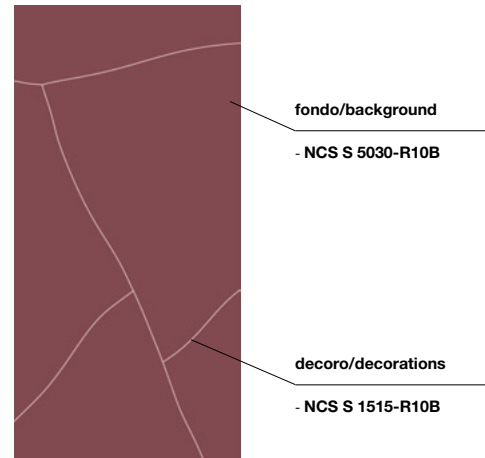 fondo/background
- NCS S 5030-R10B
decoro/decorations
- NCS S 1515-R10B